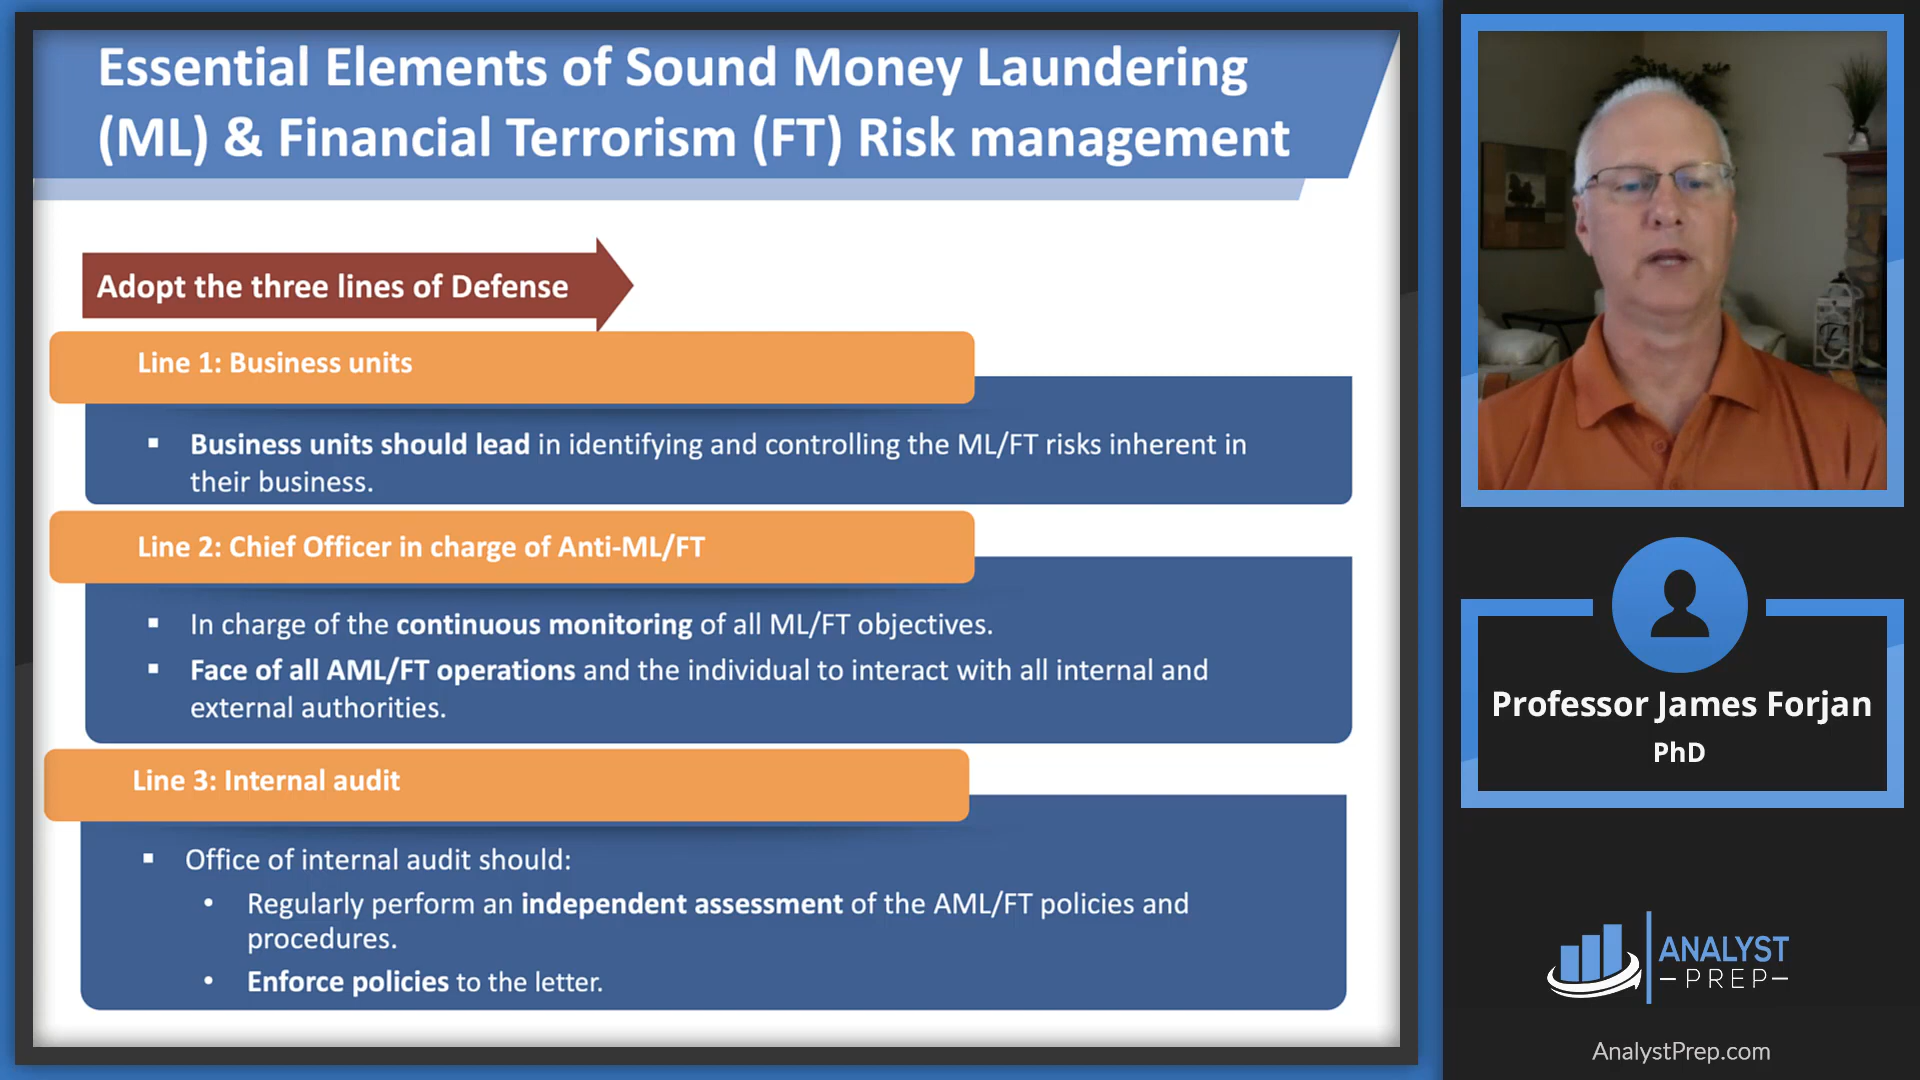 Essential Elements of Sound Money Laundering
(ML) & Financial Terrorism (FT) Risk management
Adopt the three lines of Defense
Line 1: Business units
▪ Business units should lead in identifying and controlling the ML/FT risks inherent in
their business.
Line 2: Chief Officer in charge of Anti-ML/FT
▪ In charge of the continuous monitoring of all ML/FT objectives.
▪ Face of all AML/FT operations and the individual to interact with all internal and
external authorities.
Line 3: Internal audit
▪ Office of internal audit should:
• Regularly perform an independent assessment of the AML/FT policies and
procedures.
• Enforce policies to the letter.
Professor James Forjan
PhD
ANALYST
PREP
AnalystPrep.com